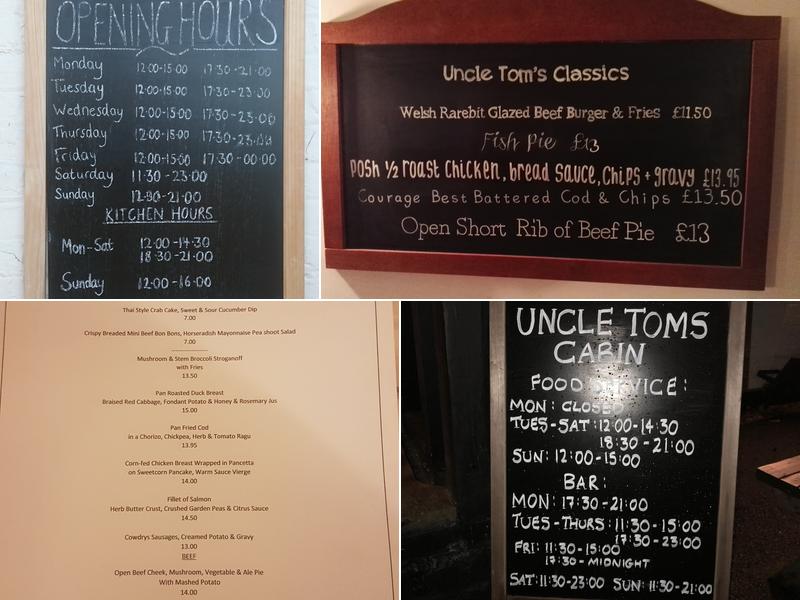 OPENING HOURS
Monday 12:00-15:00 17:30-21:00
Tuesday 12:00-15:00 17:30-23:00
Wednesday 12:00-15:00 17:30-23:00
Thursday 12:00-15:00 17:30-23:00
Friday 12:00-15:00 17:30-00:00
Saturday 11:30-23:00
Sunday 12:30-21:00
KITCHEN HOURS
Mon-Sat 12:00-14:30
18:30-21:00
Sunday 12:00-16:00
Uncle Tom's Classics
Welsh Rarebit Glazed Beef Burger & Fries £11.50
Fish Pie £13
Posh ½ roast Chicken, bread sauce, Chips + gravy £13.95
Courage Best Battered Cod & Chips £13.50
Open Short Rib of Beef Pie £13
Thai Style Crab Cake, Sweet & Sour Cucumber Dip
7.00
Crispy Breaded Mini Beef Bon Bons, Horseradish Mayonnaise Pea shoot Salad
7.00
Mushroom & Stem Broccoli Stroganoff
with Fries
13.50
Pan Roasted Duck Breast
Braised Red Cabbage, Fondant Potato & Honey & Rosemary Jus
15.00
Pan Fried Cod
in a Chorizo, Chickpea, Herb & Tomato Ragu
13.95
Corn-fed Chicken Breast Wrapped in Pancetta
on Sweetcorn Pancake, Warm Sauce Vierge
14.00
Fillet of Salmon
Herb Butter Crust, Crushed Garden Peas & Citrus Sauce
14.50
Cowdrys Sausages, Creamed Potato & Gravy
13.00
BEEF
Open Beef Cheek, Mushroom, Vegetable & Ale Pie
With Mashed Potato
14.00
UNCLE TOMS
CABIN
FOOD SERVICE:
MON: CLOSED
TUES-SAT: 12:00-14:30
18:30-21:00
SUN: 12:00-15:00
BAR:
MON: 17:30-21:00
TUES-THURS: 11:30-15:00
17:30-23:00
FRI: 11:30-15:00
17:30-MIDNIGHT
SAT: 11:30-23:00 SUN: 11:30-21:00